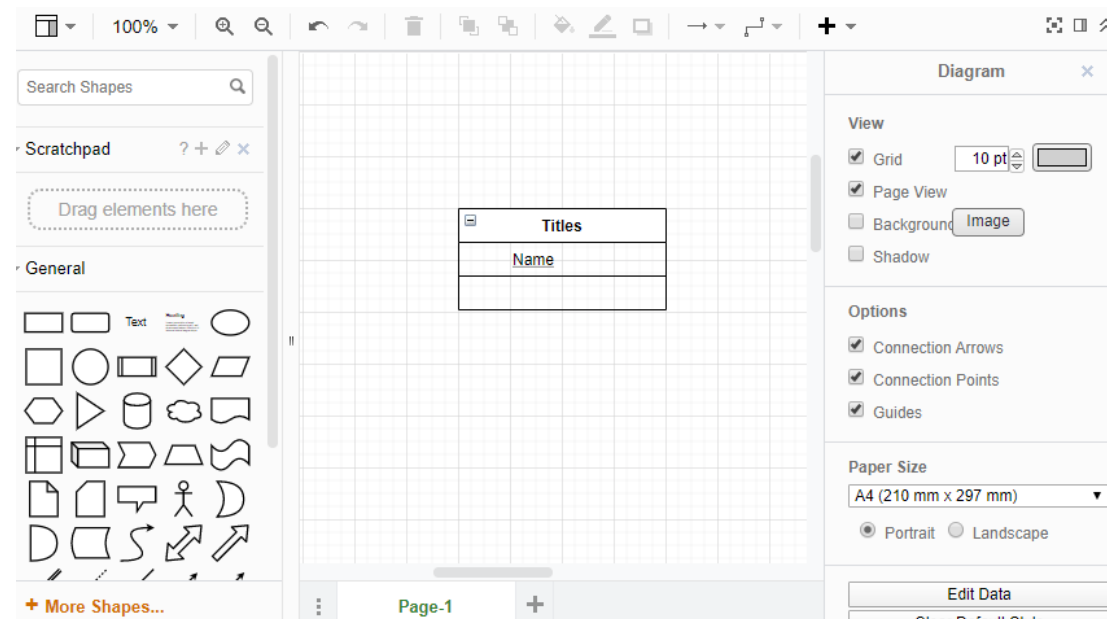 100%
Search Shapes
Scratchpad
Drag elements here
General
Text
Heading
More Shapes...
Titles
Name
Page-1
Diagram
View
Grid
10 pt
Page View
Background
Image
Shadow
Options
Connection Arrows
Connection Points
Guides
Paper Size
A4 (210 mm x 297 mm)
Portrait
Landscape
Edit Data